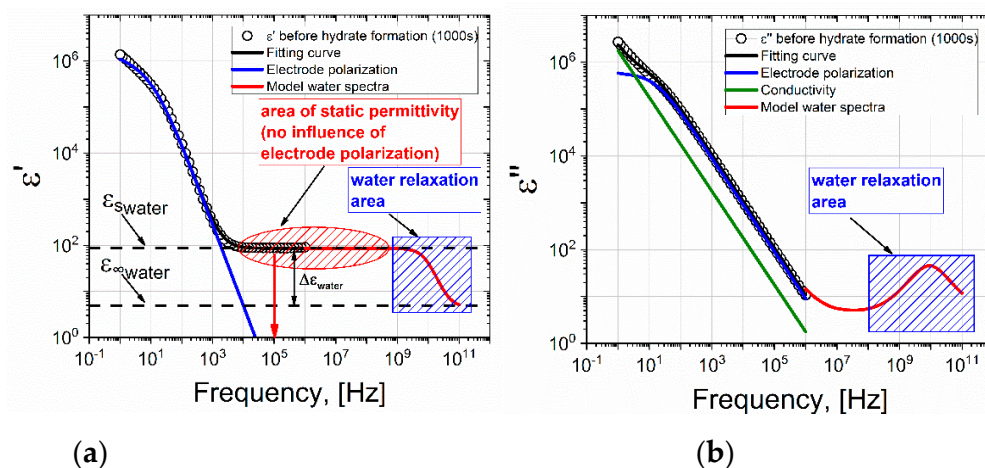 ε' before hydrate formation (1000s)
Fitting curve
Electrode polarization
Model water spectra
area of static permittivity
(no influence of
electrode polarization)
water relaxation
area
εSwater
ε∞water
Δεwater
ε'
10⁶
10⁴
10²
10⁰
10⁻¹ 10¹ 10³ 10⁵ 10⁷ 10⁹ 10¹¹
Frequency, [Hz]
(a)
ε'' before hydrate formation (1000s)
Fitting curve
Electrode polarization
Conductivity
Model water spectra
water relaxation
area
ε''
10⁶
10⁴
10²
10⁰
10⁻¹ 10¹ 10³ 10⁵ 10⁷ 10⁹ 10¹¹
Frequency, [Hz]
(b)